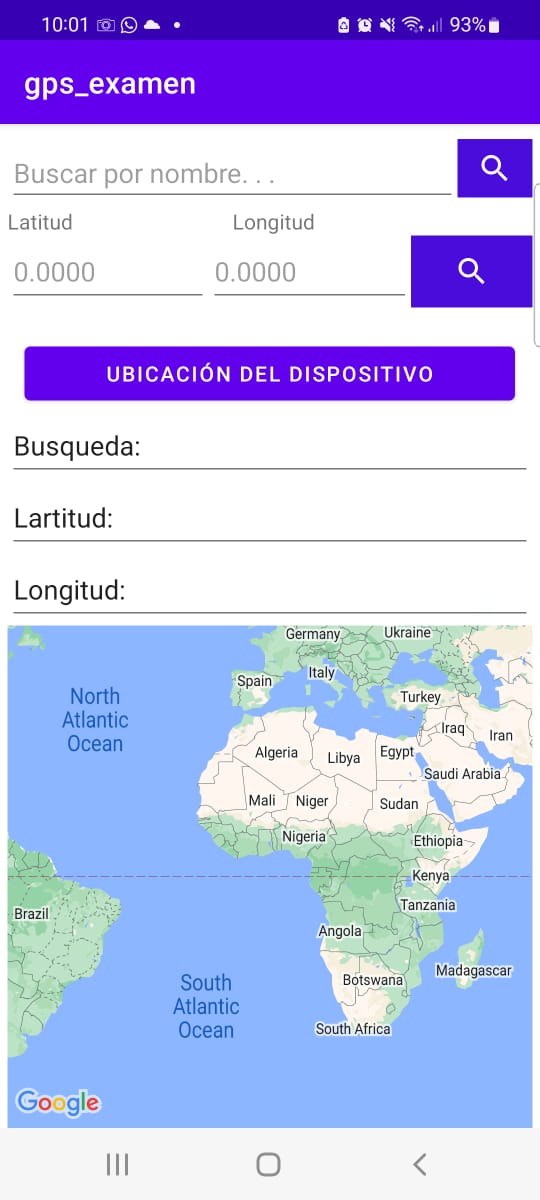 10:01 93%
gps_examen
Buscar por nombre. . .
Latitud Longitud
0.0000 0.0000
UBICACIÓN DEL DISPOSITIVO
Busqueda:
Lartitud:
Longitud:
Germany Ukraine
Italy
Spain
North
Atlantic
Ocean
Turkey
Iraq
Iran
Algeria
Libya
Egypt
Saudi Arabia
Mali
Niger
Sudan
Nigeria
Ethiopia
Kenya
Tanzania
Brazil
Angola
Madagascar
Botswana
South
Atlantic
Ocean
South Africa
Google